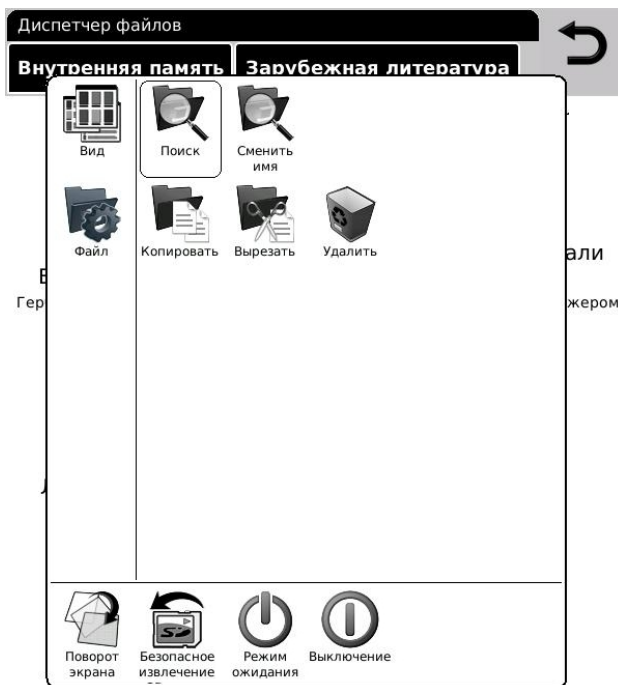 Диспетчер файлов
Внутренняя память Зарубежная литература
Вид
Поиск
Сменить
имя
Файл
Копировать
Вырезать
Удалить
али
Гер
жером
Поворот
экрана
Безопасное
извлечение
Режим
ожидания
Выключение